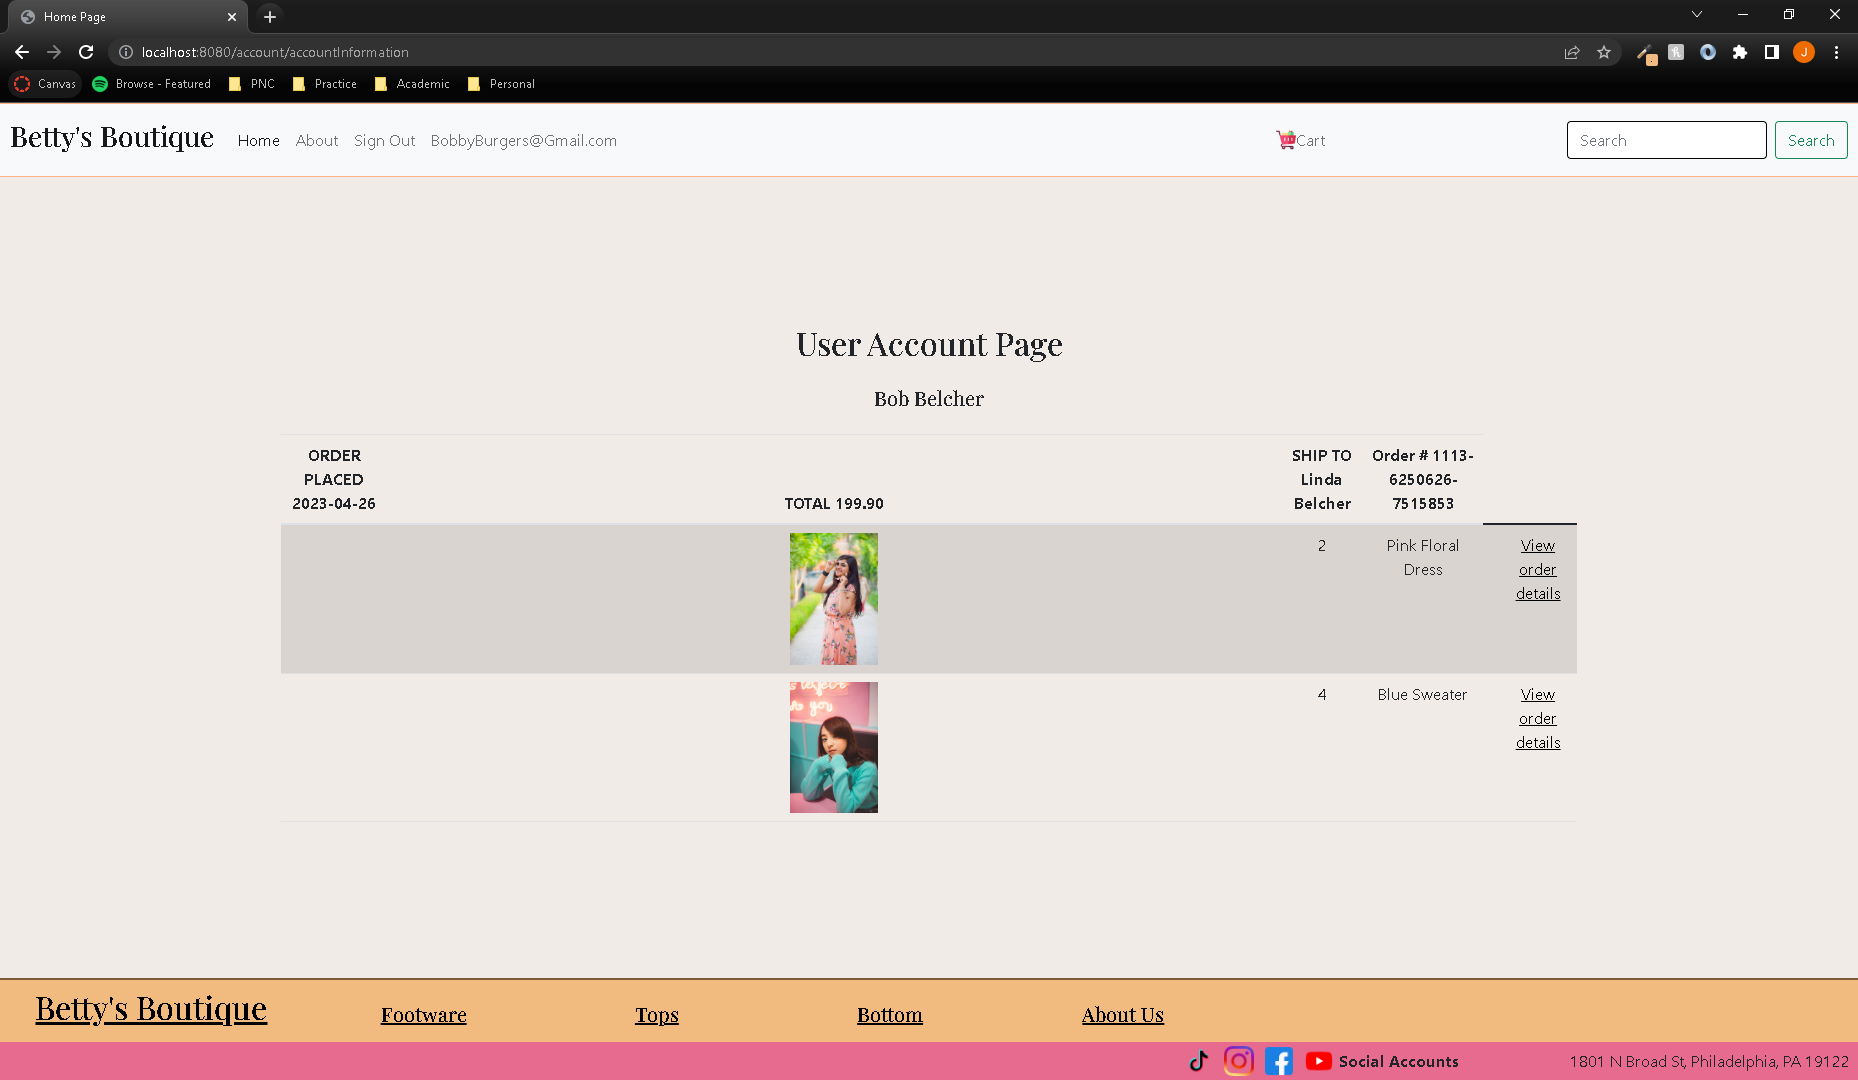 Home Page
localhost:8080/account/accountInformation
J
Canvas
Browse - Featured
PNC
Practice
Academic
Personal
Betty's Boutique
Home
About
Sign Out
BobbyBurgers@Gmail.com
Cart
Search
Search
User Account Page
Bob Belcher
ORDER
PLACED
2023-04-26
TOTAL 199.90
SHIP TO
Linda
Belcher
Order # 1113-
6250626-
7515853
2
Pink Floral
Dress
View
order
details
you
4
Blue Sweater
View
order
details
Betty's Boutique
Footware
Tops
Bottom
About Us
Social Accounts
1801 N Broad St, Philadelphia, PA 19122